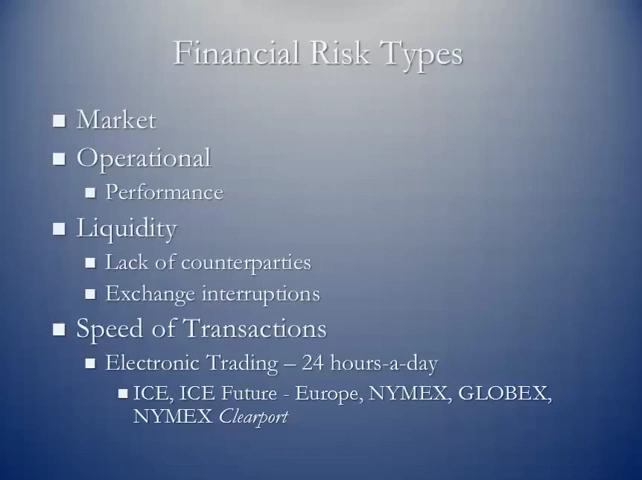 Financial Risk Types
Market
Operational
Performance
Liquidity
Lack of counterparties
Exchange interruptions
Speed of Transactions
Electronic Trading – 24 hours-a-day
ICE, ICE Future - Europe, NYMEX, GLOBEX,
NYMEX Clearport